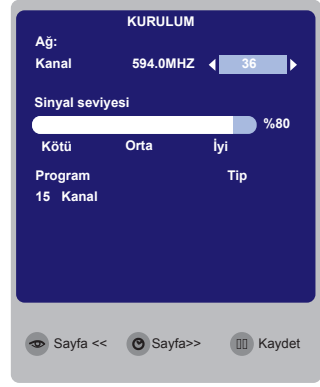 KURULUM
Ağ:
Kanal 594.0MHZ 36
Sinyal seviyesi
%80
Kötü Orta İyi
Program Tip
15 Kanal
Sayfa << Sayfa>> Kaydet